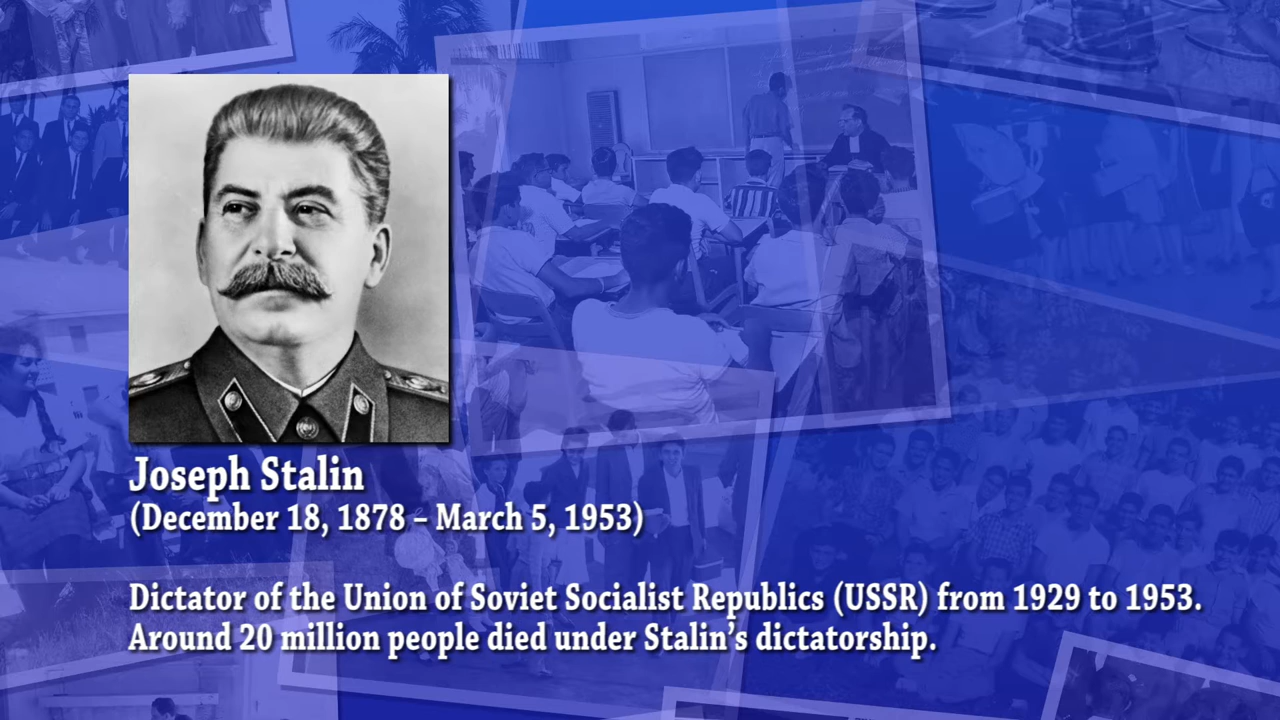 Joseph Stalin
(December 18, 1878 – March 5, 1953)
Dictator of the Union of Soviet Socialist Republics (USSR) from 1929 to 1953.
Around 20 million people died under Stalin’s dictatorship.